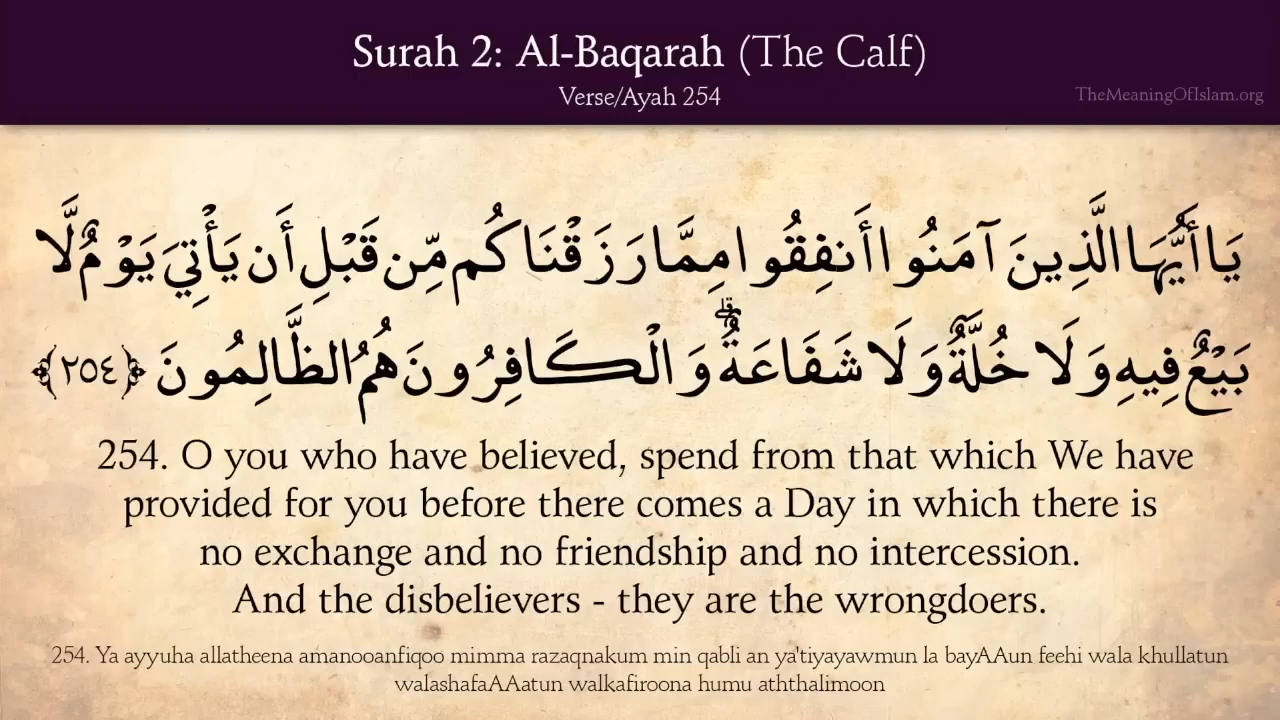 Surah 2: Al-Baqarah (The Calf)
Verse/Ayah 254
TheMeaningOfIslam.org
يَا أَيُّهَا الَّذِينَ آمَنُوا أَنفِقُوا مِمَّا رَزَقْنَاكُم مِّن قَبْلِ أَن يَأْتِيَ يَوْمٌ لَّا
بَيْعٌ فِيهِ وَلَا خُلَّةٌ وَلَا شَفَاعَةٌ ۗ وَالْكَافِرُونَ هُمُ الظَّالِمُونَ ﴿٢٥٤﴾
254. O you who have believed, spend from that which We have
provided for you before there comes a Day in which there is
no exchange and no friendship and no intercession.
And the disbelievers - they are the wrongdoers.
254. Ya ayyuha allatheena amanooanfiqoo mimma razaqnakum min qabli an ya'tiyayawmun la bayAAun feehi wala khullatun
walashafaAAatun walkafiroona humu aththalimoon